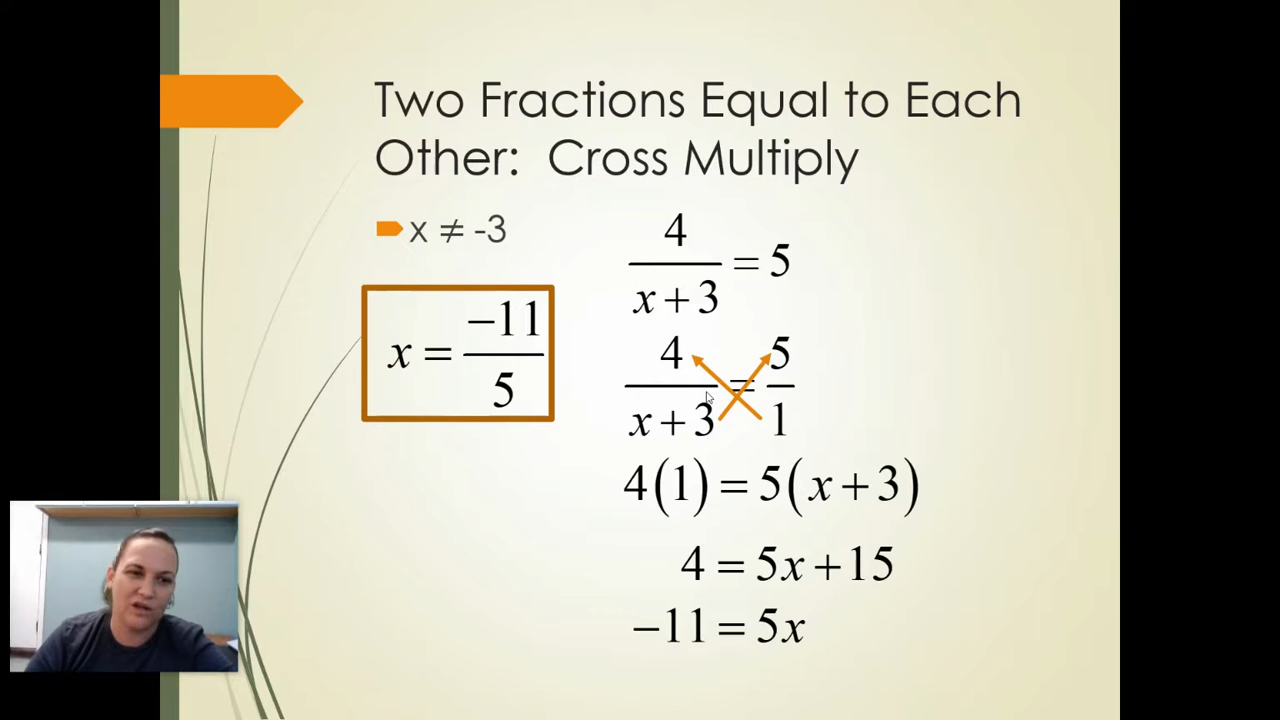 Two Fractions Equal to Each
Other: Cross Multiply
x ≠ -3
x = −11/5
4/(x+3) = 5
4/(x+3) = 5/1
4(1) = 5(x+3)
4 = 5x+15
−11 = 5x